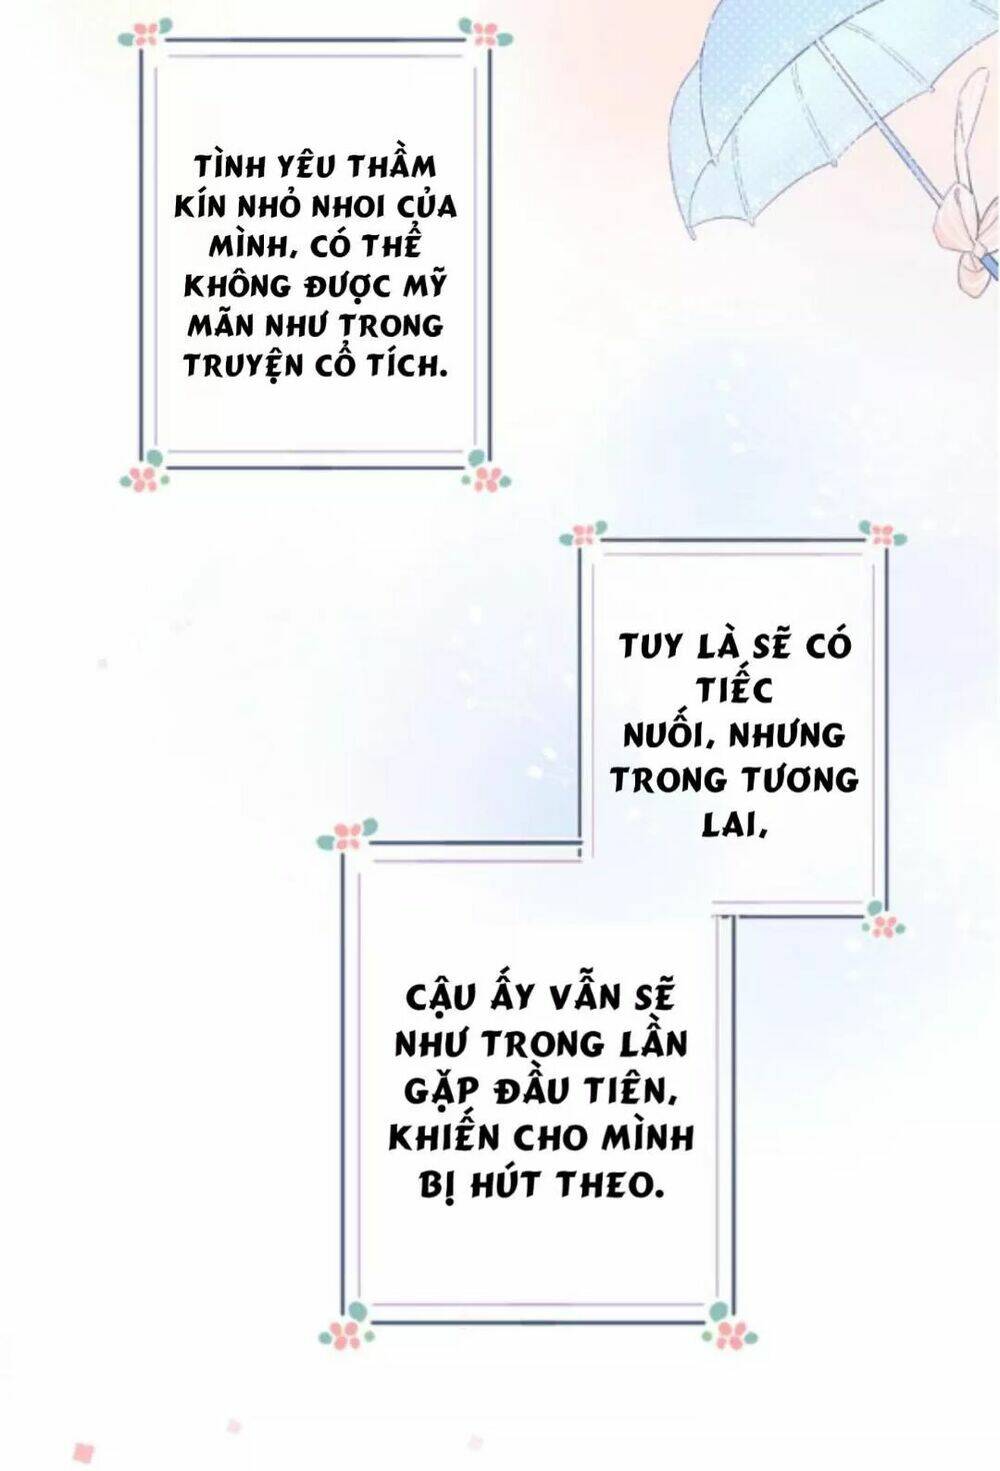 TÌNH YÊU THẦM
KÍN NHỎ NHOI CỦA
MÌNH, CÓ THỂ
KHÔNG ĐƯỢC MỸ
MÃN NHƯ TRONG
TRUYỆN CỔ TÍCH.
TUY LÀ SẼ CÓ
TIẾC
NUỐI, NHƯNG
TRONG TƯƠNG
LAI,
CẬU ẤY VẪN SẼ
NHƯ TRONG LẦN
GẶP ĐẦU TIÊN,
KHIẾN CHO MÌNH
BỊ HÚT THEO.